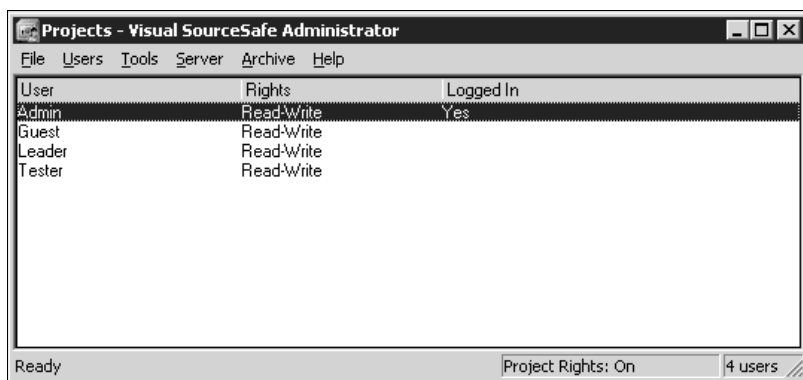 Projects - Visual SourceSafe Administrator
File Users Tools Server Archive Help
User Rights Logged In
Admin Read-Write Yes
Guest Read-Write
Leader Read-Write
Tester Read-Write
Ready Project Rights: On 4 users